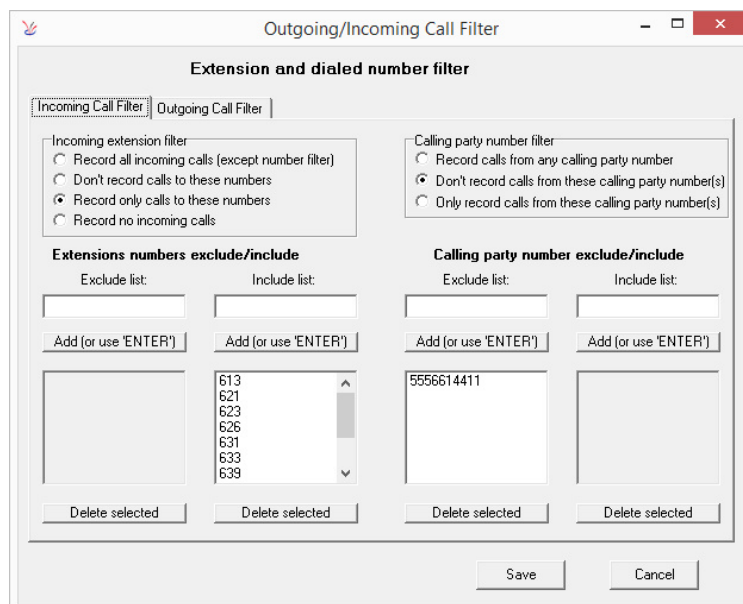 Outgoing/Incoming Call Filter
Extension and dialed number filter
Incoming Call Filter
Outgoing Call Filter
Incoming extension filter
Record all incoming calls (except number filter)
Don't record calls to these numbers
Record only calls to these numbers
Record no incoming calls
Calling party number filter
Record calls from any calling party number
Don't record calls from these calling party number(s)
Only record calls from these calling party number(s)
Extensions numbers exclude/include
Exclude list:
Include list:
Add (or use 'ENTER')
Add (or use 'ENTER')
613
621
623
626
631
633
639
Delete selected
Delete selected
Calling party number exclude/include
Exclude list:
Include list:
Add (or use 'ENTER')
Add (or use 'ENTER')
5556614411
Delete selected
Delete selected
Save
Cancel